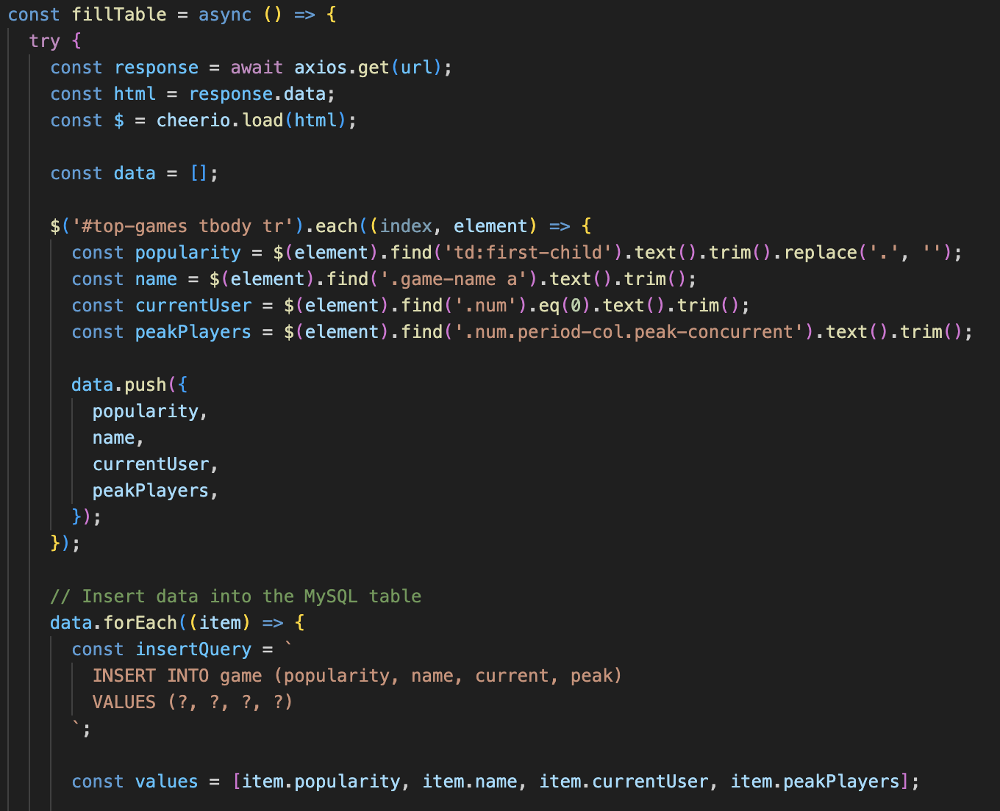 const fillTable = async () => {
try {
const response = await axios.get(url);
const html = response.data;
const $ = cheerio.load(html);
const data = [];
$('#top-games tbody tr').each((index, element) => {
const popularity = $(element).find('td:first-child').text().trim().replace('.', '');
const name = $(element).find('.game-name a').text().trim();
const currentUser = $(element).find('.num').eq(0).text().trim();
const peakPlayers = $(element).find('.num.period-col.peak-concurrent').text().trim();
data.push({
popularity,
name,
currentUser,
peakPlayers,
});
});
// Insert data into the MySQL table
data.forEach((item) => {
const insertQuery = `
INSERT INTO game (popularity, name, current, peak)
VALUES (?, ?, ?, ?)
`;
const values = [item.popularity, item.name, item.currentUser, item.peakPlayers];